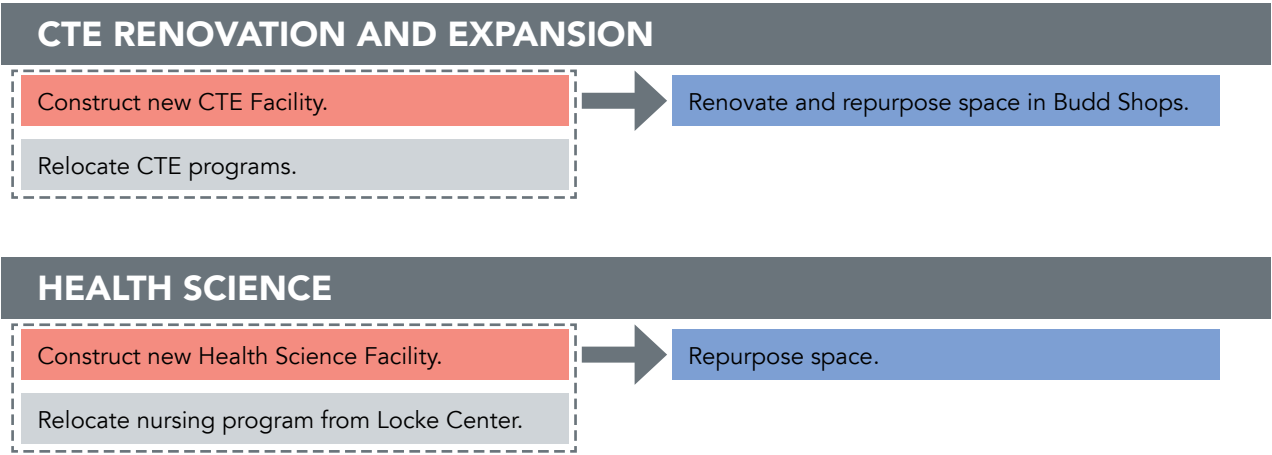 CTE RENOVATION AND EXPANSION
Construct new CTE Facility.
Renovate and repurpose space in Budd Shops.
Relocate CTE programs.
HEALTH SCIENCE
Construct new Health Science Facility.
Repurpose space.
Relocate nursing program from Locke Center.